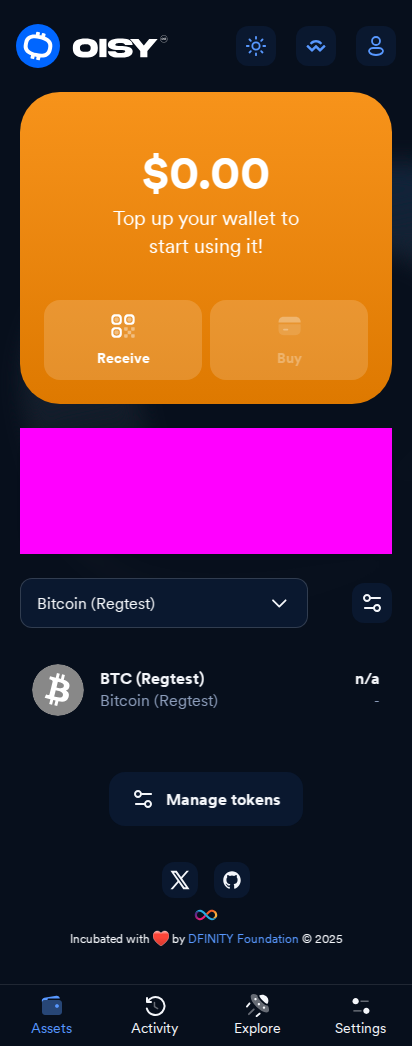 OISY
$0.00
Top up your wallet to
start using it!
Receive
Buy
Bitcoin (Regtest)
BTC (Regtest)
n/a
Bitcoin (Regtest)
-
Manage tokens
Incubated with ❤️ by DFINITY Foundation © 2025
Assets
Activity
Explore
Settings